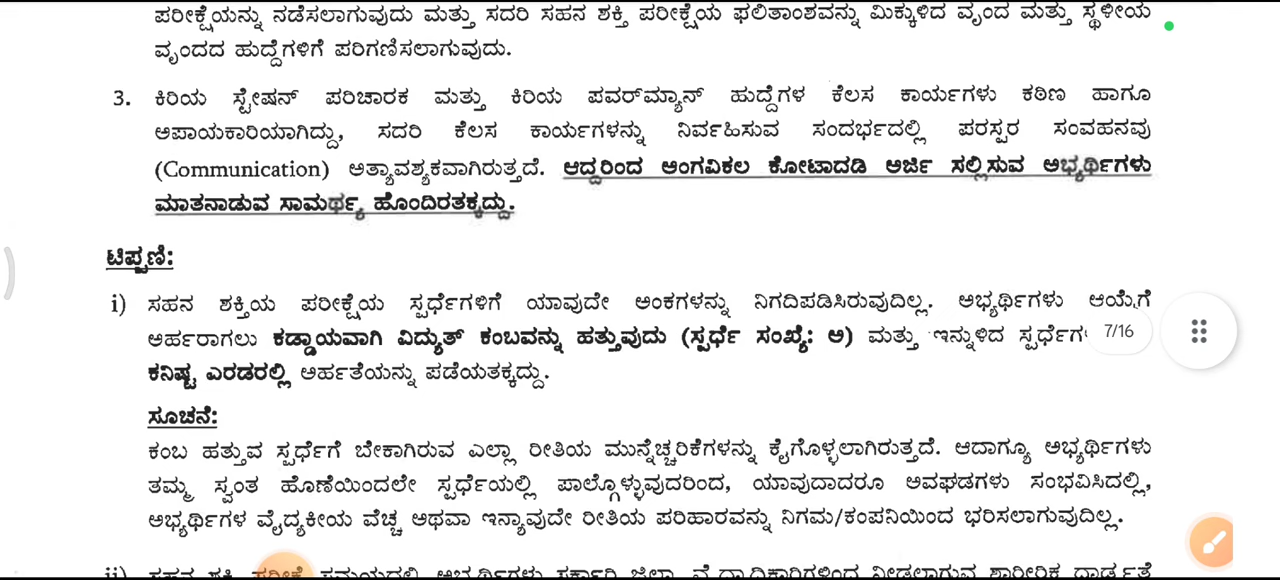 ಪರೀಕ್ಷೆಯನ್ನು ನಡೆಸಲಾಗುವುದು ಮತ್ತು ಸದರಿ ಸಹನ ಶಕ್ತಿ ಪರೀಕ್ಷೆಯ ಫಲಿತಾಂಶವನ್ನು ಮಿಕ್ಕುಳಿದ ವೃಂದ ಮತ್ತು ಸ್ಥಳೀಯ
ವೃಂದದ ಹುದ್ದೆಗಳಿಗೆ ಪರಿಗಣಿಸಲಾಗುವುದು.
3. ಕಿರಿಯ ಸ್ಟೇಷನ್ ಪರಿಚಾರಕ ಮತ್ತು ಕಿರಿಯ ಪವರ್‌ಮ್ಯಾನ್ ಹುದ್ದೆಗಳ ಕೆಲಸ ಕಾರ್ಯಗಳು ಕಠಿಣ ಹಾಗೂ
ಅಪಾಯಕಾರಿಯಾಗಿದ್ದು, ಸದರಿ ಕೆಲಸ ಕಾರ್ಯಗಳನ್ನು ನಿರ್ವಹಿಸುವ ಸಂದರ್ಭದಲ್ಲಿ ಪರಸ್ಪರ ಸಂವಹನವು
(Communication) ಅತ್ಯಾವಶ್ಯಕವಾಗಿರುತ್ತದೆ. ಆದ್ದರಿಂದ ಅಂಗವಿಕಲ ಕೋಟಾದಡಿ ಅರ್ಜಿ ಸಲ್ಲಿಸುವ ಅಭ್ಯರ್ಥಿಗಳು
ಮಾತನಾಡುವ ಸಾಮರ್ಥ್ಯ ಹೊಂದಿರತಕ್ಕದ್ದು.
ಟಿಪ್ಪಣಿ:
i) ಸಹನ ಶಕ್ತಿಯ ಪರೀಕ್ಷೆಯ ಸ್ಪರ್ಧೆಗಳಿಗೆ ಯಾವುದೇ ಅಂಕಗಳನ್ನು ನಿಗದಿಪಡಿಸಿರುವುದಿಲ್ಲ. ಅಭ್ಯರ್ಥಿಗಳು ಆಯ್ಕೆಗೆ
ಅರ್ಹರಾಗಲು ಕಡ್ಡಾಯವಾಗಿ ವಿದ್ಯುತ್ ಕಂಬವನ್ನು ಹತ್ತುವುದು (ಸ್ಪರ್ಧೆ ಸಂಖ್ಯೆ: ಅ) ಮತ್ತು ಇನ್ನುಳಿದ 7/16
ಕನಿಷ್ಟ ಎರಡರಲ್ಲಿ ಅರ್ಹತೆಯನ್ನು ಪಡೆಯತಕ್ಕದ್ದು.
ಸೂಚನೆ:
ಕಂಬ ಹತ್ತುವ ಸ್ಪರ್ಧೆಗೆ ಬೇಕಾಗಿರುವ ಎಲ್ಲಾ ರೀತಿಯ ಮುನ್ನೆಚ್ಚರಿಕೆಗಳನ್ನು ಕೈಗೊಳ್ಳಲಾಗಿರುತ್ತದೆ. ಆದಾಗ್ಯೂ ಅಭ್ಯರ್ಥಿಗಳು
ತಮ್ಮ ಸ್ವಂತ ಹೊಣೆಯಿಂದಲೇ ಸ್ಪರ್ಧೆಯಲ್ಲಿ ಪಾಲ್ಗೊಳ್ಳುವುದರಿಂದ, ಯಾವುದಾದರೂ ಅವಘಡಗಳು ಸಂಭವಿಸಿದಲ್ಲಿ,
ಅಭ್ಯರ್ಥಿಗಳ ವೈದ್ಯಕೀಯ ವೆಚ್ಚ ಅಥವಾ ಇನ್ಯಾವುದೇ ರೀತಿಯ ಪರಿಹಾರವನ್ನು ನಿಗಮ/ಕಂಪನಿಯಿಂದ ಭರಿಸಲಾಗುವುದಿಲ್ಲ.